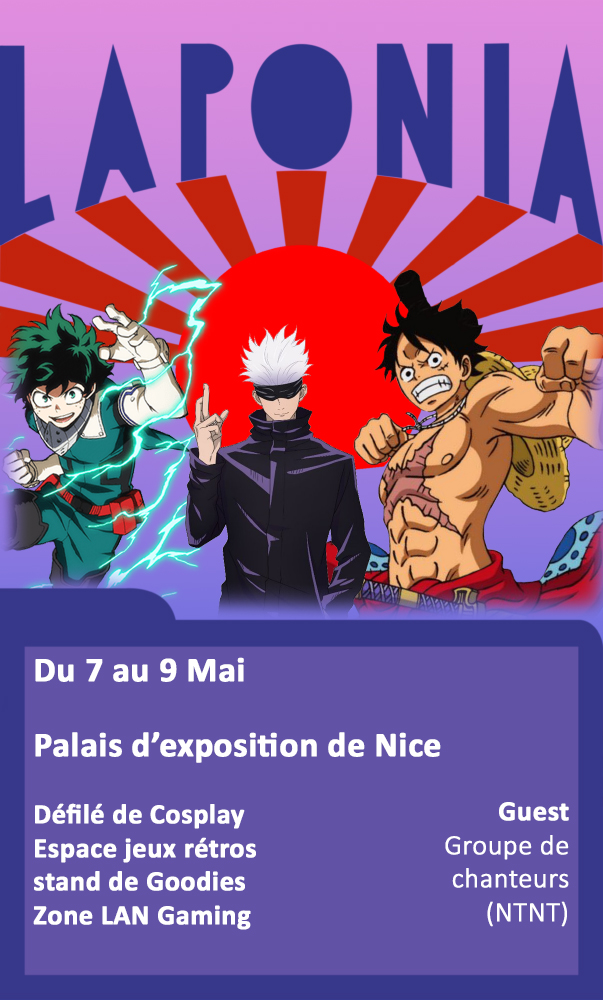 LAPONIA
Du 7 au 9 Mai
Palais d’exposition de Nice
Défilé de Cosplay
Espace jeux rétros
stand de Goodies
Zone LAN Gaming
Guest
Groupe de
chanteurs
(NTNT)